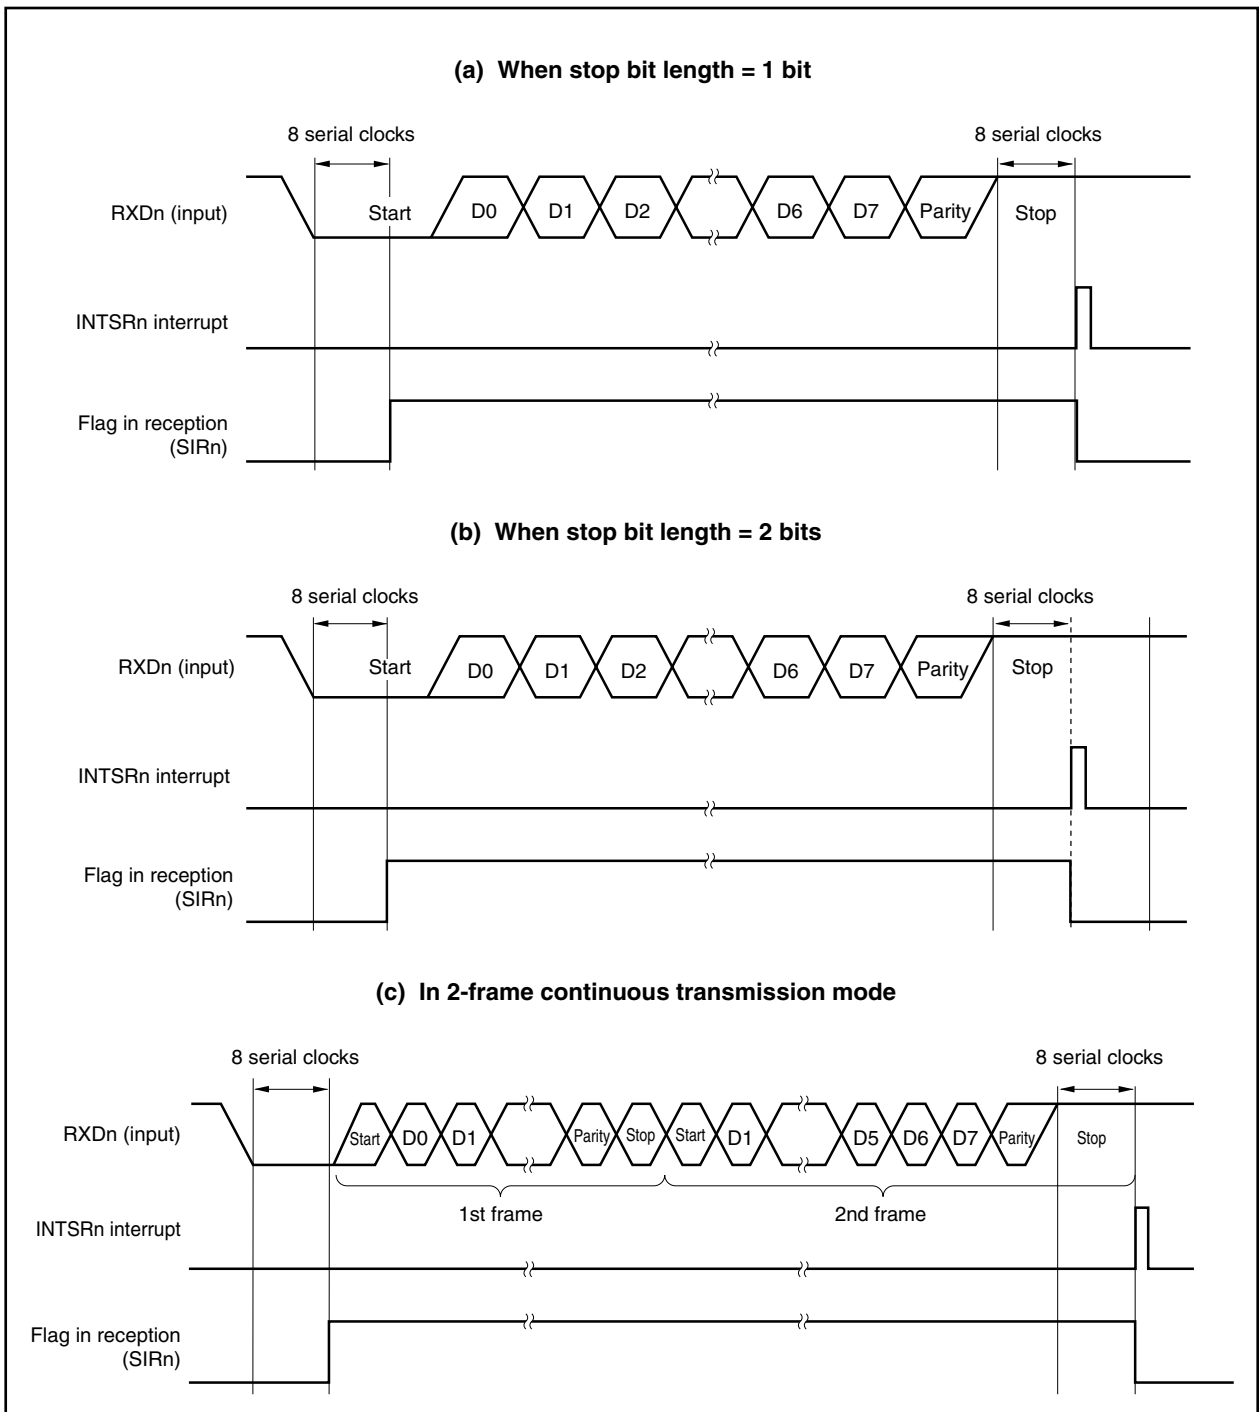 (a) When stop bit length = 1 bit
8 serial clocks 8 serial clocks
RXDn (input) Start D0 D1 D2 D6 D7 Parity Stop
INTSRn interrupt
Flag in reception
(SIRn)
(b) When stop bit length = 2 bits
8 serial clocks 8 serial clocks
RXDn (input) Start D0 D1 D2 D6 D7 Parity Stop
INTSRn interrupt
Flag in reception
(SIRn)
(c) In 2-frame continuous transmission mode
8 serial clocks 8 serial clocks
RXDn (input) Start D0 D1 Parity Stop Start D1 D5 D6 D7 Parity Stop
1st frame 2nd frame
INTSRn interrupt
Flag in reception
(SIRn)